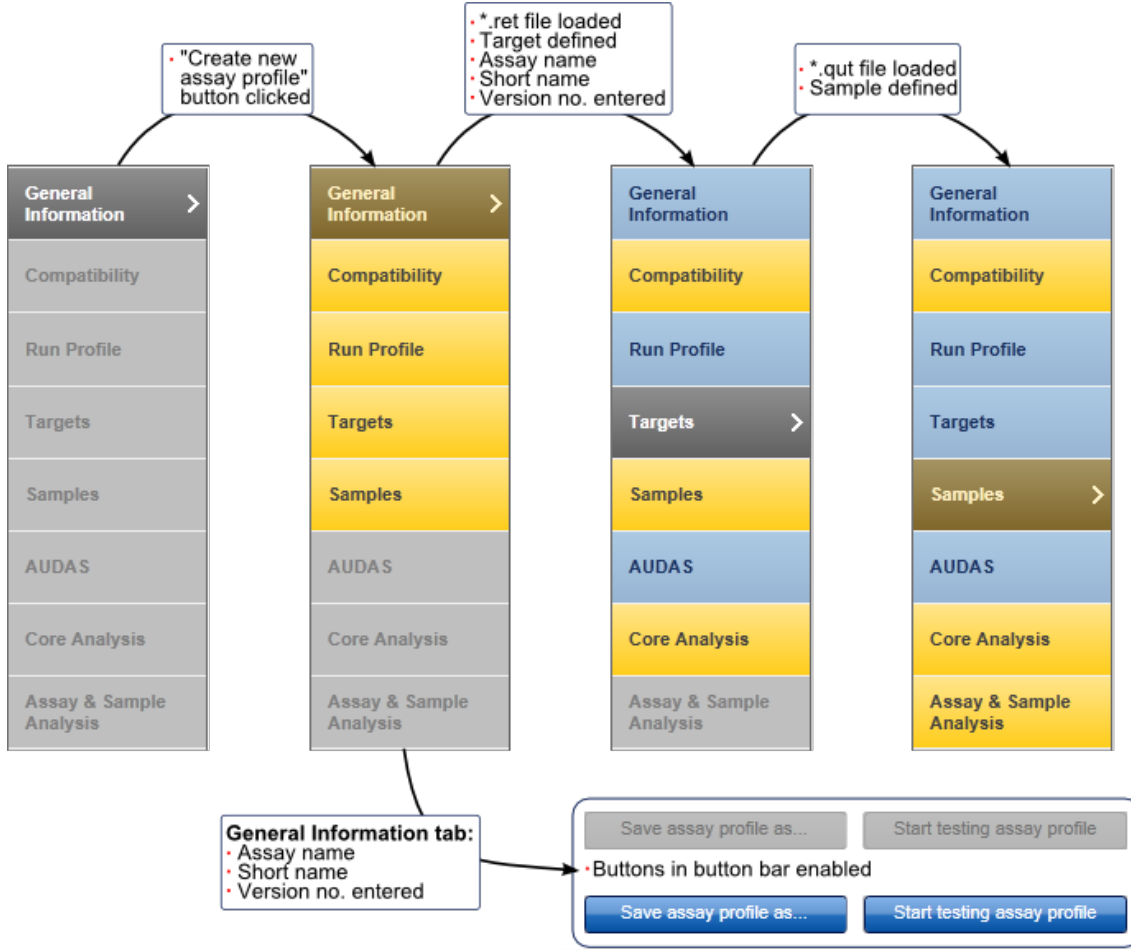 · "Create new
assay profile"
button clicked
· *.ret file loaded
· Target defined
· Assay name
· Short name
· Version no. entered
· *.qut file loaded
· Sample defined
General
Information
Compatibility
Run Profile
Targets
Samples
AUDAS
Core Analysis
Assay & Sample
Analysis
General
Information
Compatibility
Run Profile
Targets
Samples
AUDAS
Core Analysis
Assay & Sample
Analysis
General
Information
Compatibility
Run Profile
Targets
Samples
AUDAS
Core Analysis
Assay & Sample
Analysis
General
Information
Compatibility
Run Profile
Targets
Samples
AUDAS
Core Analysis
Assay & Sample
Analysis
General Information tab:
· Assay name
· Short name
· Version no. entered
Save assay profile as...
Start testing assay profile
· Buttons in button bar enabled
Save assay profile as...
Start testing assay profile